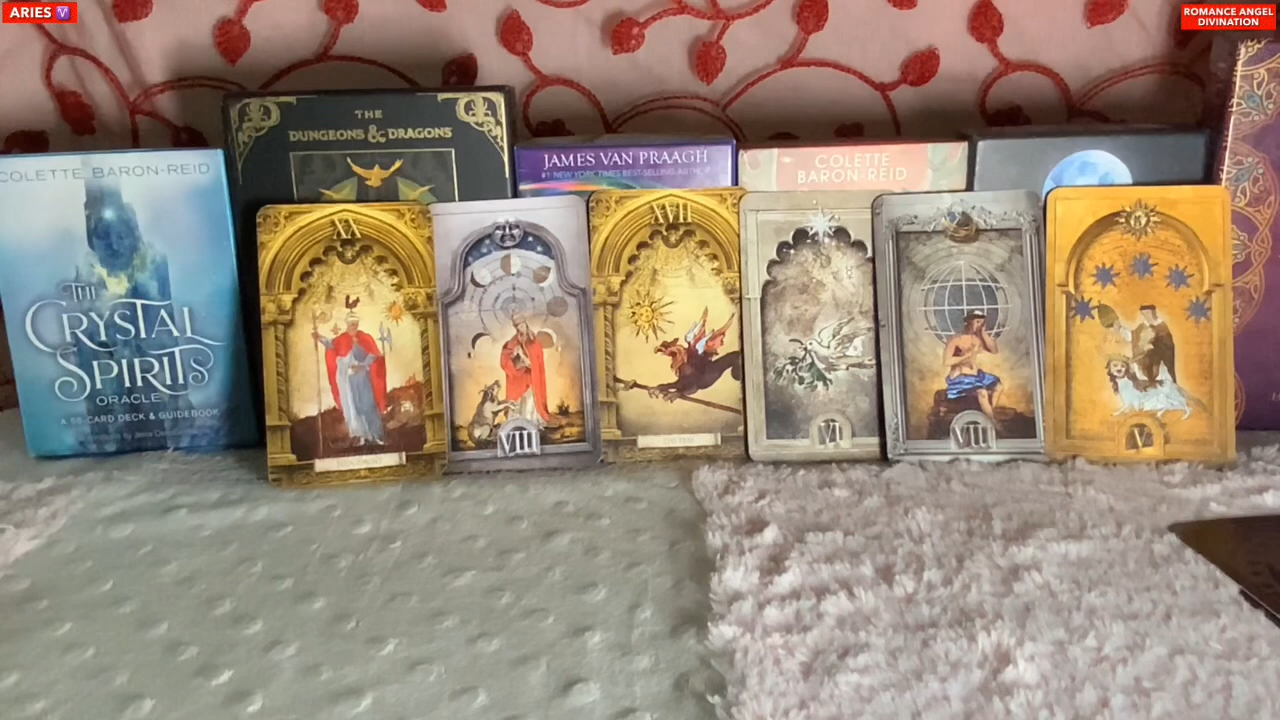 ARIES ♈
ROMANCE ANGEL
DIVINATION
COLETTE BARON-REID
THE
CRYSTAL
SPIRITS
ORACLE
A 58-CARD DECK & GUIDEBOOK
THE
DUNGEONS & DRAGONS
JAMES VAN PRAAGH
#1 NEW YORK TIMES BEST-SELLING AUTHOR
COLETTE
BARON-REID
XX
VIII
XVII
VI
VIII
IV
V